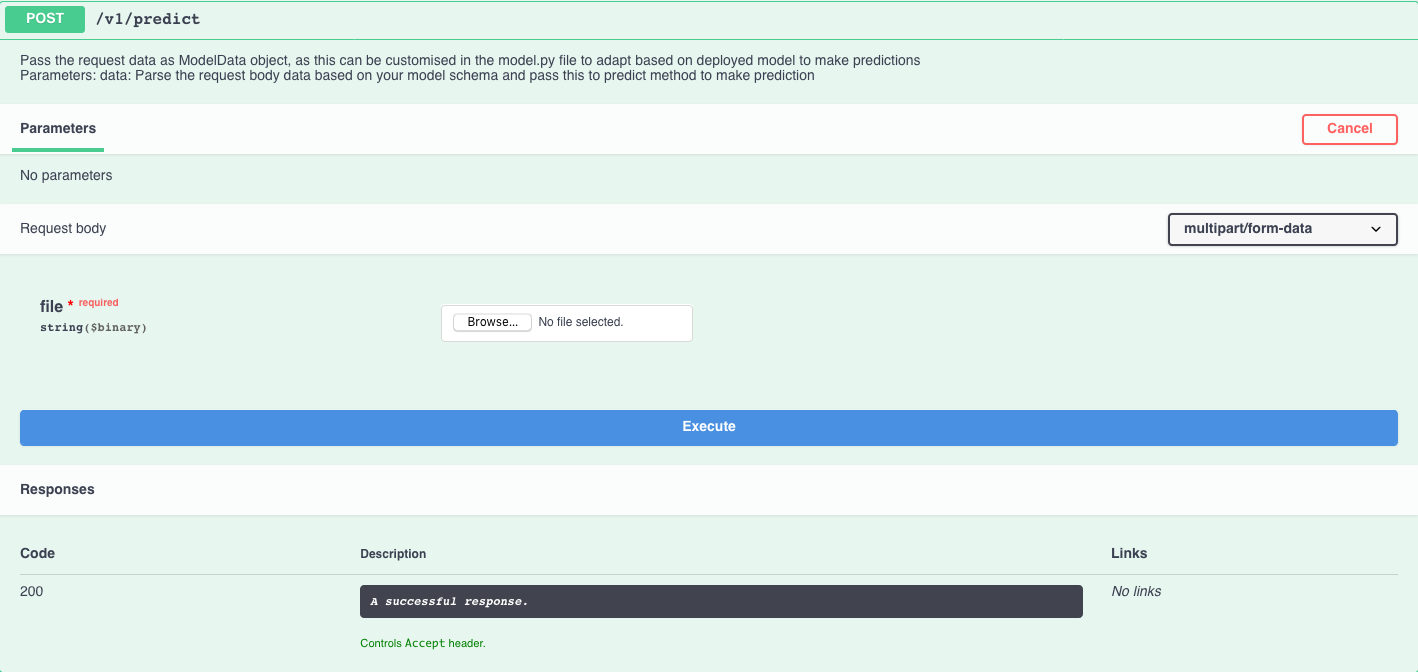 POST /v1/predict
Pass the request data as ModelData object, as this can be customised in the model.py file to adapt based on deployed model to make predictions
Parameters: data: Parse the request body data based on your model schema and pass this to predict method to make prediction
Parameters Cancel
No parameters
Request body multipart/form-data
file * required
string($binary)
Browse... No file selected.
Execute
Responses
Code Description Links
200 A successful response. No links
Controls Accept header.